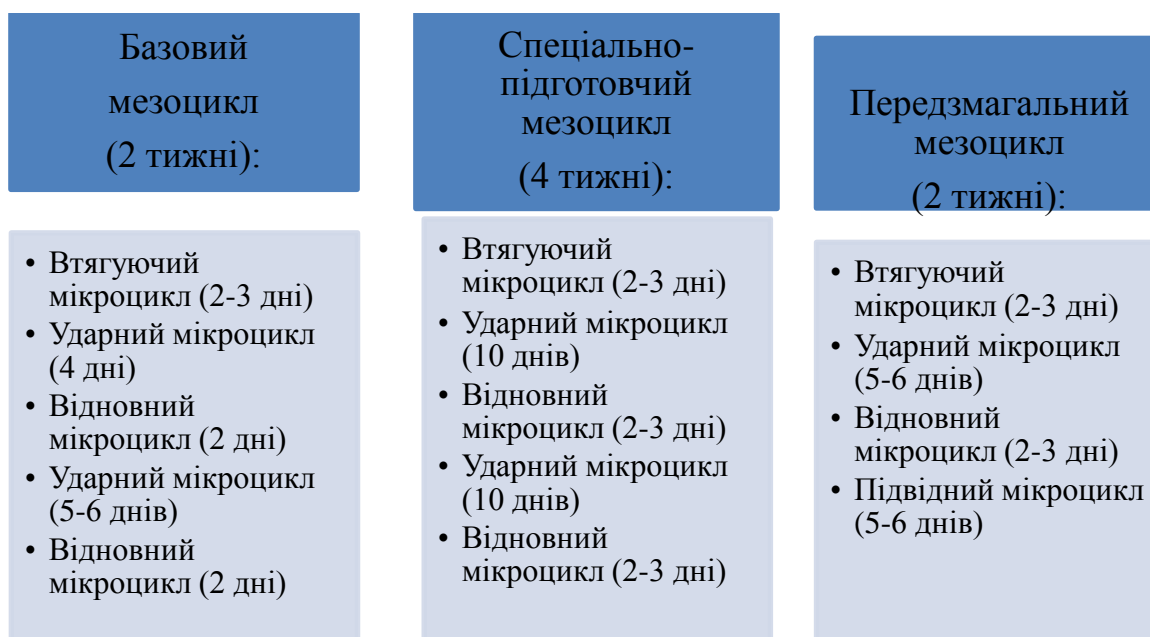 Базовий
мезоцикл
(2 тижні):
• Втягуючий
мікроцикл (2-3 дні)
• Ударний мікроцикл
(4 дні)
• Відновний
мікроцикл (2 дні)
• Ударний мікроцикл
(5-6 днів)
• Відновний
мікроцикл (2 дні)
Спеціально-
підготовчий
мезоцикл
(4 тижні):
• Втягуючий
мікроцикл (2-3 дні)
• Ударний мікроцикл
(10 днів)
• Відновний
мікроцикл (2-3 дні)
• Ударний мікроцикл
(10 днів)
• Відновний
мікроцикл (2-3 дні)
Передзмагальний
мезоцикл
(2 тижні):
• Втягуючий
мікроцикл (2-3 дні)
• Ударний мікроцикл
(5-6 днів)
• Відновний
мікроцикл (2-3 дні)
• Підвідний мікроцикл
(5-6 днів)